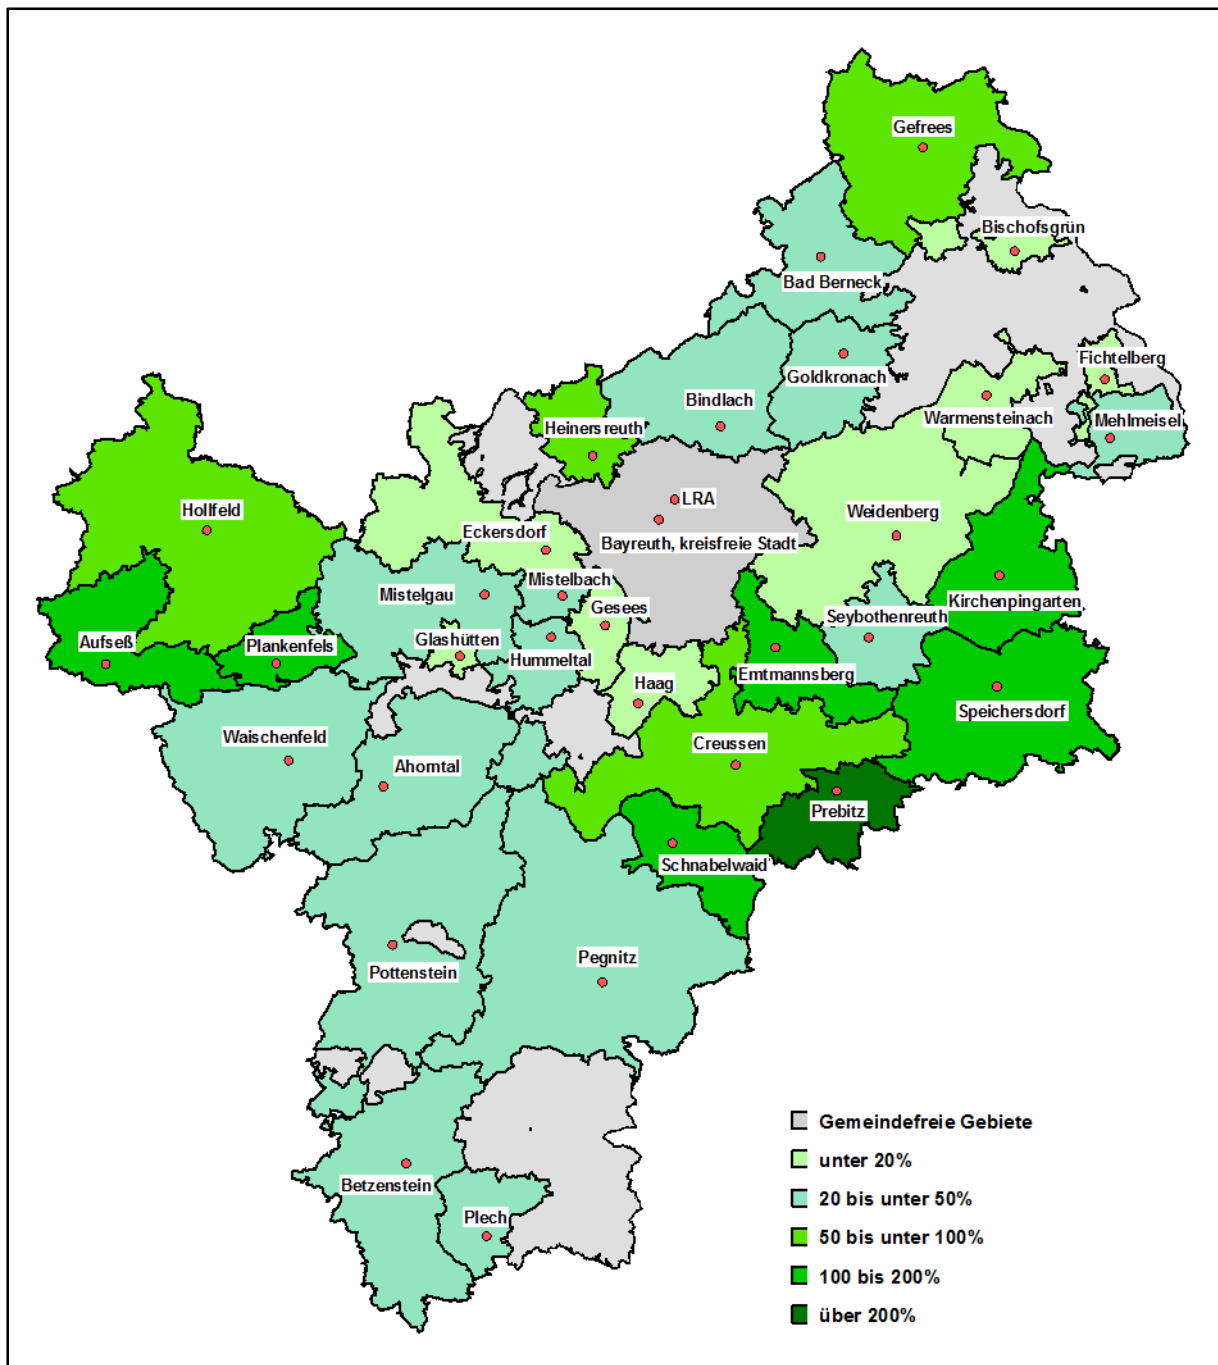 Gefrees
Bischofsgrün
Bad Berneck
Fichtelberg
Goldkronach
Warmensteinach
Mehlmeisel
Bindlach
Heinersreuth
LRA
Hollfeld
Weidenberg
Eckersdorf
Bayreuth, kreisfreie Stadt
Mistelbach
Mistelgau
Gesees
Kirchenpingarten
Seybothenreuth
Aufseß
Plankenfels
Glashütten
Hummeltal
Emtmannsberg
Haag
Speichersdorf
Waischenfeld
Creussen
Ahorntal
Prebitz
Schnabelwaid
Pegnitz
Pottenstein
Betzenstein
Plech
Gemeindefreie Gebiete
unter 20%
20 bis unter 50%
50 bis unter 100%
100 bis 200%
über 200%